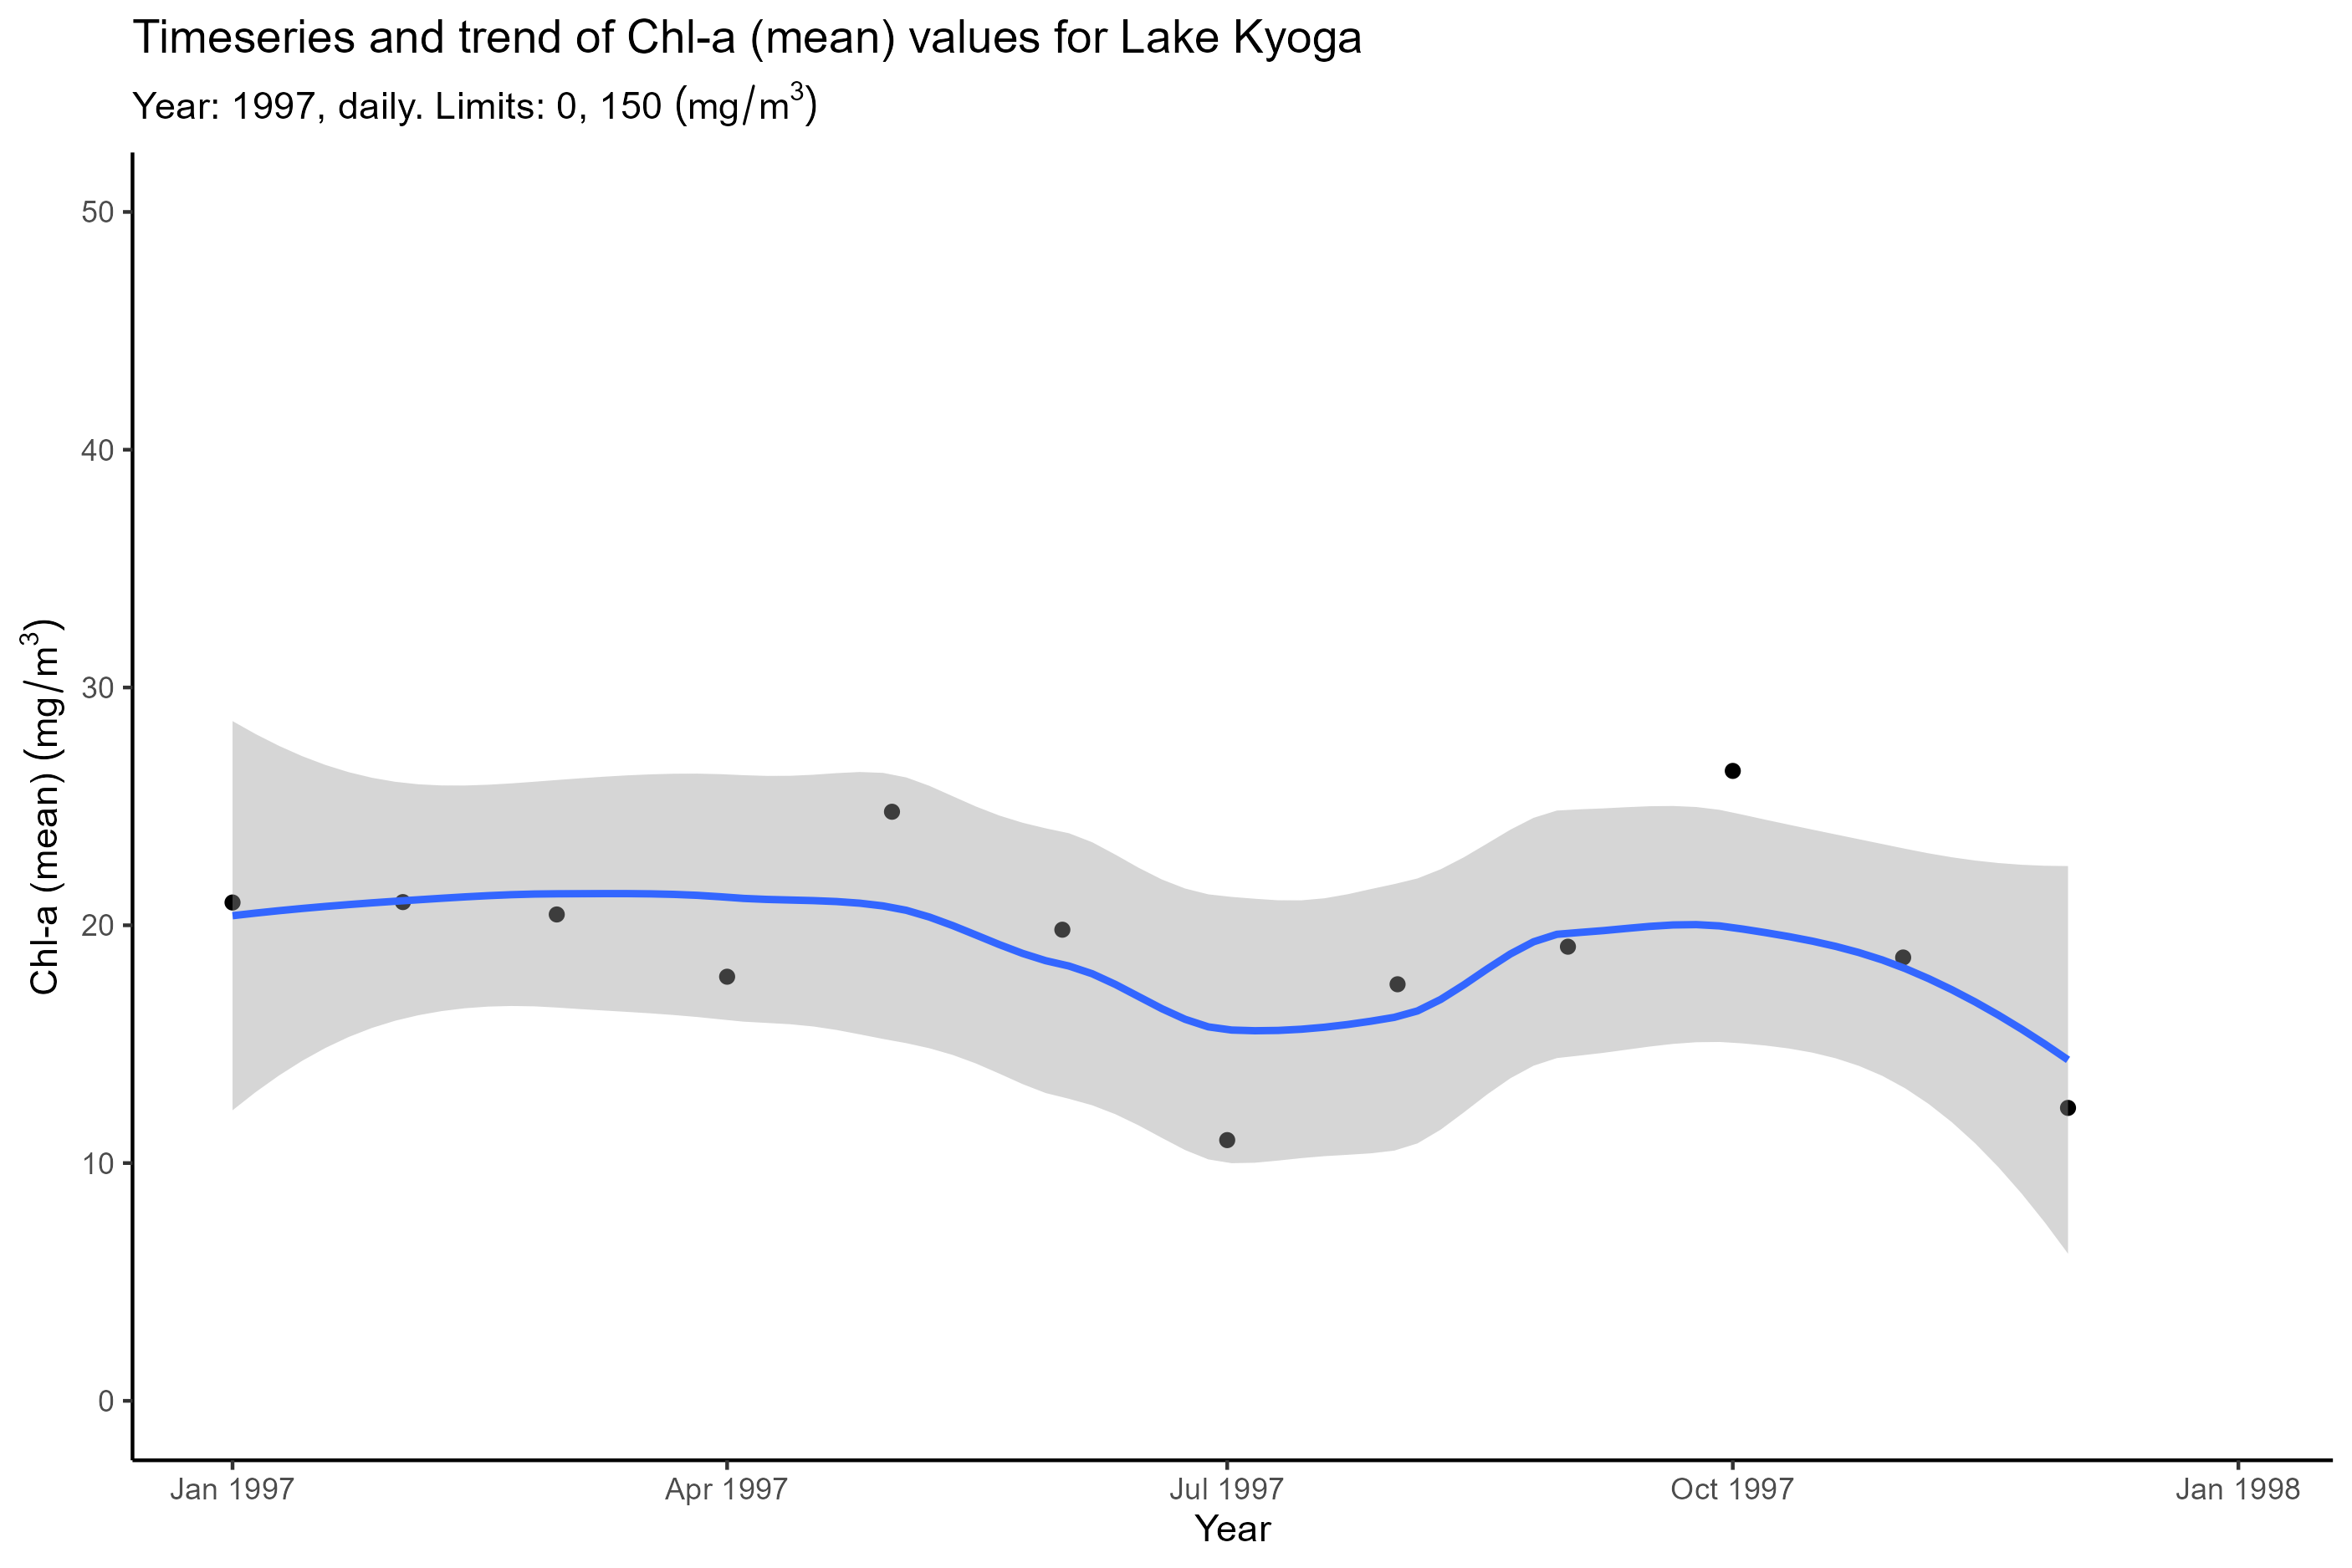 Timeseries and trend of Chl-a (mean) values for Lake Kyoga
Year: 1997, daily. Limits: 0, 150 (mg/m³)
Chl-a (mean) (mg/m³)
50
40
30
20
10
0
Jan 1997
Apr 1997
Jul 1997
Oct 1997
Jan 1998
Year